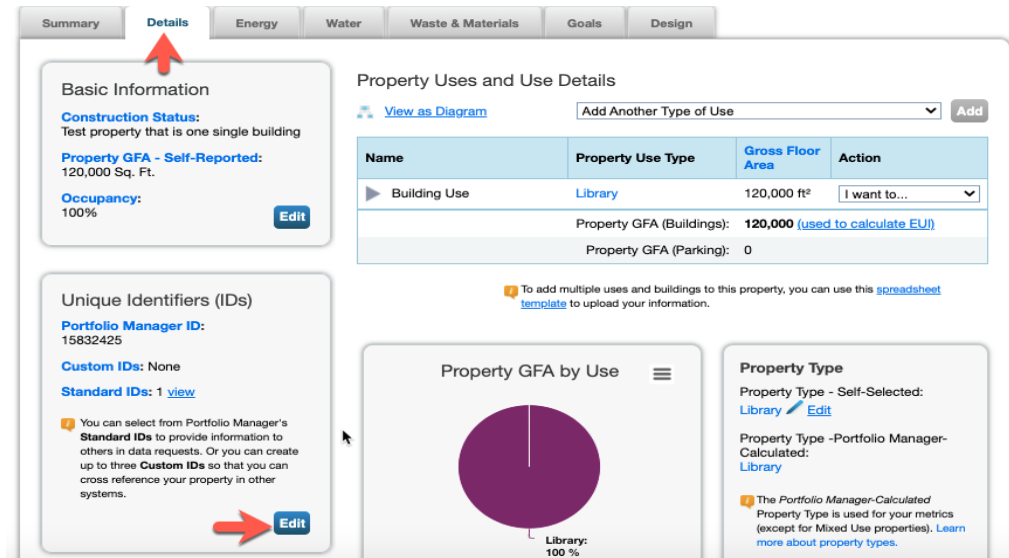 Summary
Details
Energy
Water
Waste & Materials
Goals
Design
Basic Information
Construction Status:
Test property that is one single building
Property GFA - Self-Reported:
120,000 Sq. Ft.
Occupancy:
100%
Edit
Property Uses and Use Details
View as Diagram
Add Another Type of Use
Add
Name
Property Use Type
Gross Floor
Area
Action
Building Use
Library
120,000 ft²
I want to...
Property GFA (Buildings):
120,000 (used to calculate EUI)
Property GFA (Parking):
0
To add multiple uses and buildings to this property, you can use this spreadsheet
template to upload your information.
Unique Identifiers (IDs)
Portfolio Manager ID:
15832425
Custom IDs: None
Standard IDs: 1 view
You can select from Portfolio Manager's
Standard IDs to provide information to
others in data requests. Or you can create
up to three Custom IDs so that you can
cross reference your property in other
systems.
Edit
Property GFA by Use
Library:
100 %
Property Type
Property Type - Self-Selected:
Library Edit
Property Type -Portfolio Manager-
Calculated:
Library
The Portfolio Manager-Calculated
Property Type is used for your metrics
(except for Mixed Use properties). Learn
more about property types.